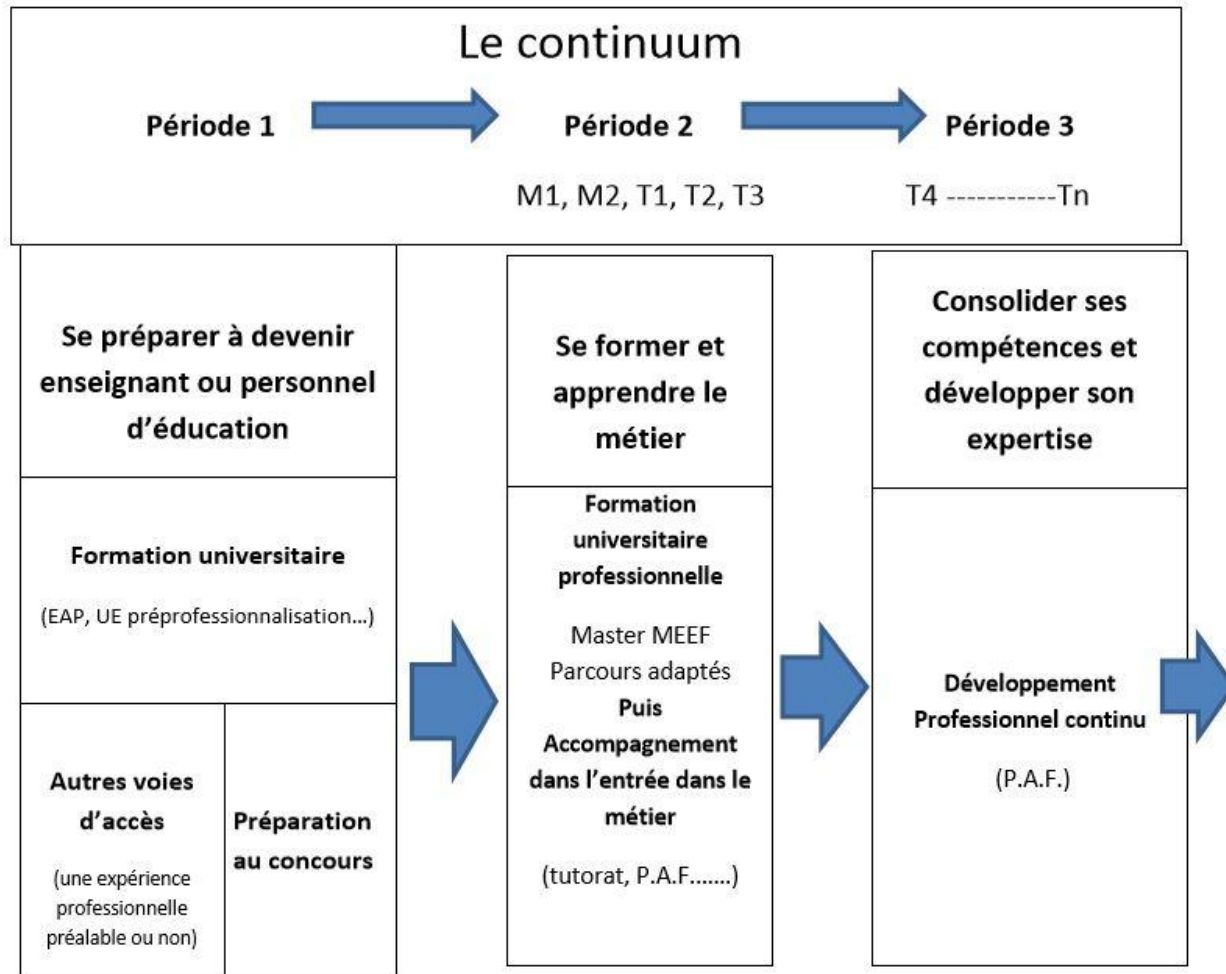 Le continuum
Période 1
Période 2
Période 3
M1, M2, T1, T2, T3
T4 -----------Tn
Se préparer à devenir
enseignant ou personnel
d’éducation
Formation universitaire
(EAP, UE préprofessionnalisation…)
Autres voies
d’accès
(une expérience
professionnelle
préalable ou non)
Préparation
au concours
Se former et
apprendre le
métier
Formation
universitaire
professionnelle
Master MEEF
Parcours adaptés
Puis
Accompagnement
dans l’entrée dans le
métier
(tutorat, P.A.F.……)
Consolider ses
compétences et
développer son
expertise
Développement
Professionnel continu
(P.A.F.)